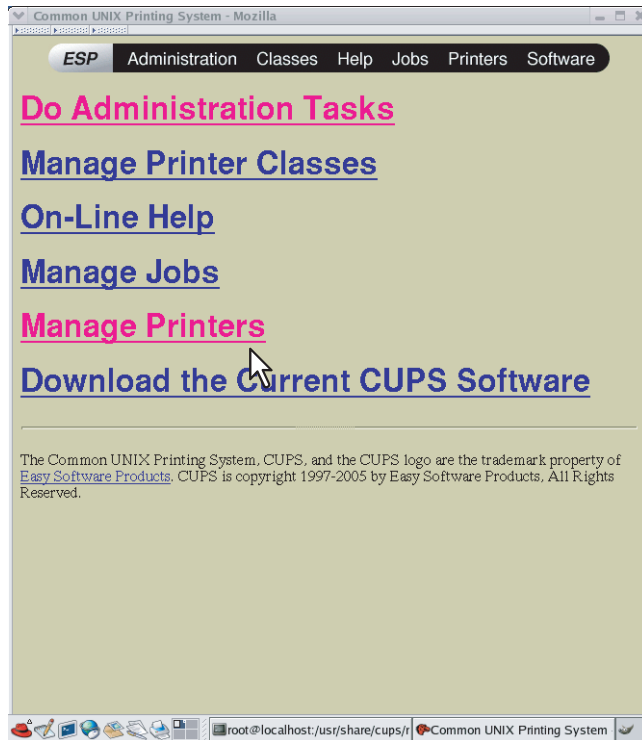 Common UNIX Printing System - Mozilla
ESP Administration Classes Help Jobs Printers Software
Do Administration Tasks
Manage Printer Classes
On-Line Help
Manage Jobs
Manage Printers
Download the Current CUPS Software
The Common UNIX Printing System, CUPS, and the CUPS logo are the trademark property of
Easy Software Products. CUPS is copyright 1997-2005 by Easy Software Products, All Rights
Reserved.
root@localhost:/usr/share/cups/r Common UNIX Printing System